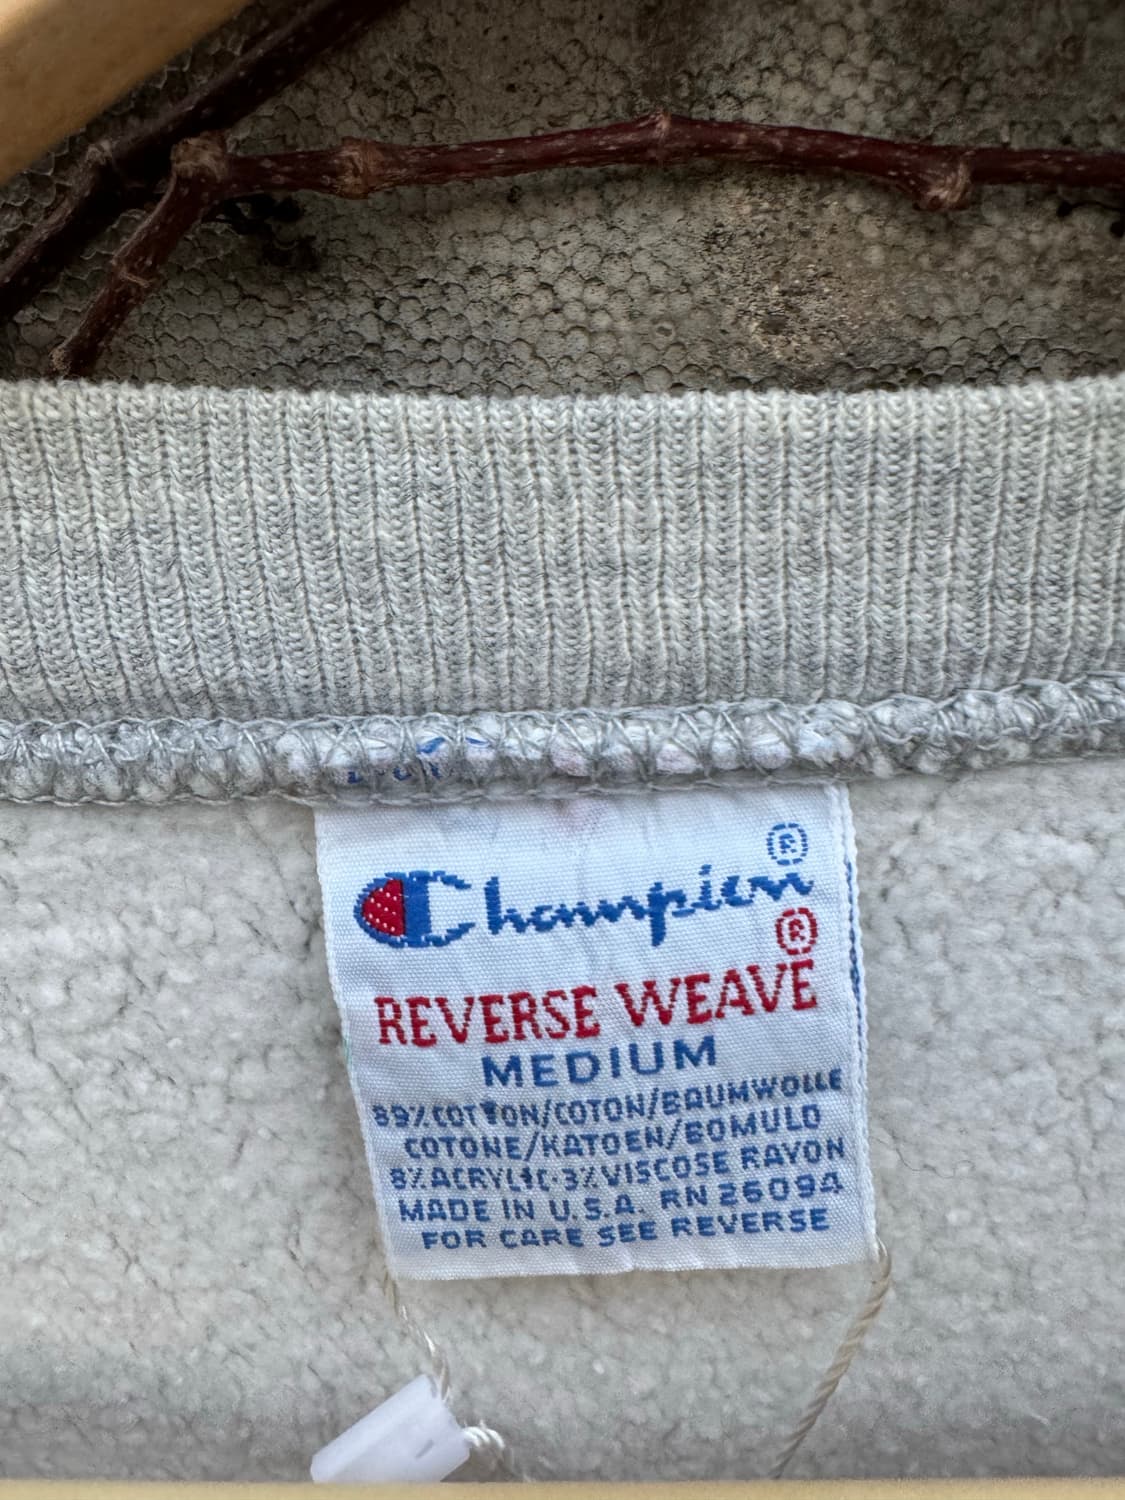 Champion®
REVERSE WEAVE®
MEDIUM
89% COTTON/COTON/BAUMWOLLE
COTONE/KATOEN/BOMULD
8% ACRYLIC·3% VISCOSE RAYON
MADE IN U.S.A. RN 26094
FOR CARE SEE REVERSE